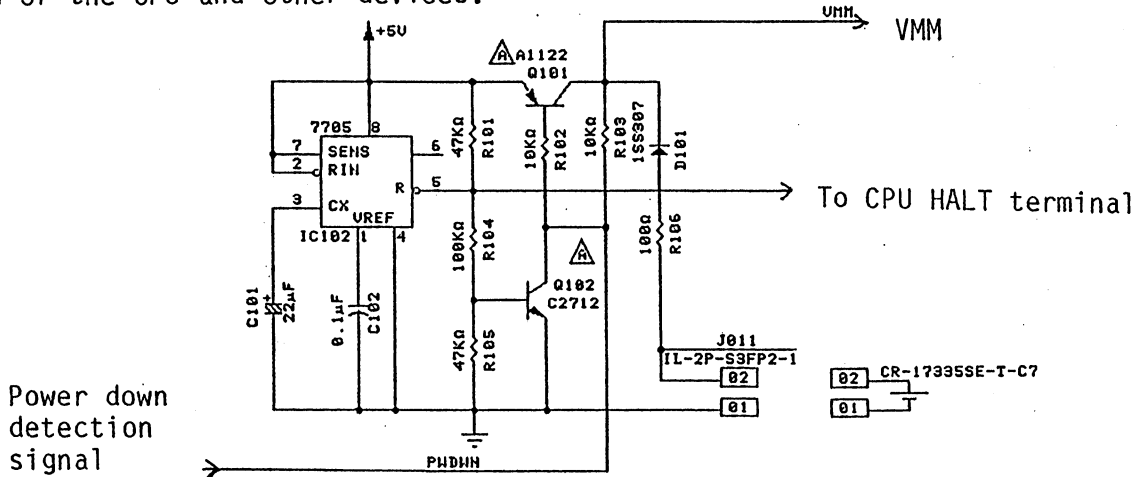 of the CPU and other devices.
+5V
VMM
VMM
A
A1122
Q101
7705
8
7
SENS
6
2
RIN
R
5
3
CX
VREF
IC102
1
4
47KΩ
R101
10KΩ
R102
10KΩ
R103
1SS307
D101
To CPU HALT terminal
100KΩ
R104
100Ω
R106
A
Q102
C2712
C101
+
22µF
0.1µF
C102
47KΩ
R105
J011
IL-2P-S3FP2-1
02
02
CR-17335SE-T-C7
01
01
Power down
detection
signal
PWDWN